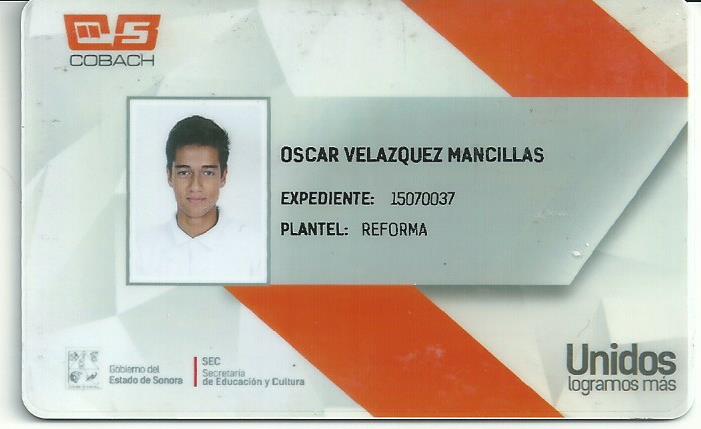 COBACH
OSCAR VELAZQUEZ MANCILLAS
EXPEDIENTE: 15070037
PLANTEL: REFORMA
Gobierno del
Estado de Sonora
SEC
Secretaría
de Educación y Cultura
Unidos
logramos más